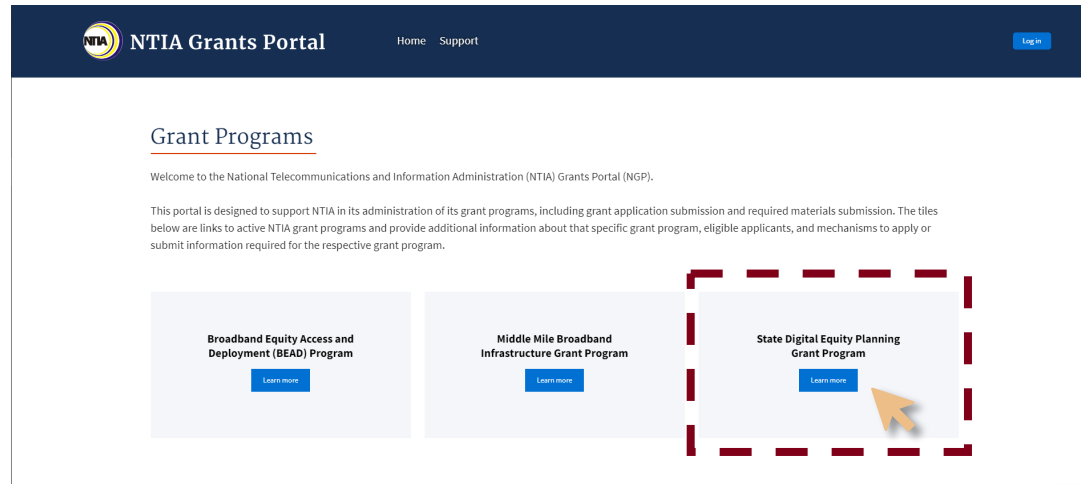 NTIA NTIA Grants Portal Home Support Log in
Grant Programs
Welcome to the National Telecommunications and Information Administration (NTIA) Grants Portal (NGP).
This portal is designed to support NTIA in its administration of its grant programs, including grant application submission and required materials submission. The tiles
below are links to active NTIA grant programs and provide additional information about that specific grant program, eligible applicants, and mechanisms to apply or
submit information required for the respective grant program.
Broadband Equity Access and
Deployment (BEAD) Program
Learn more
Middle Mile Broadband
Infrastructure Grant Program
Learn more
State Digital Equity Planning
Grant Program
Learn more